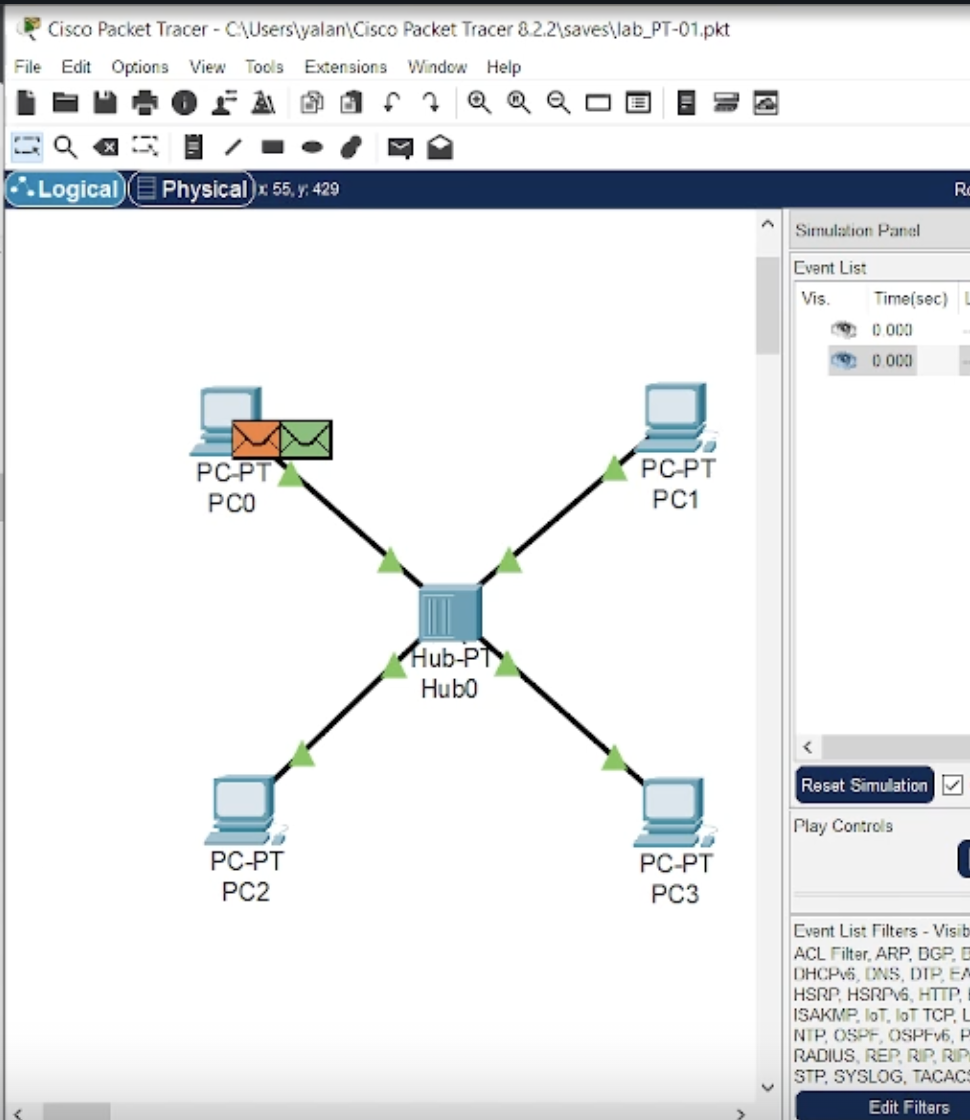 Cisco Packet Tracer - C:\Users\yalan\Cisco Packet Tracer 8.2.2\saves\lab_PT-01.pkt
File Edit Options View Tools Extensions Window Help
Logical Physical x: 55, y: 429
Simulation Panel
Event List
Vis. Time(sec)
0.000
0.000
PC-PT
PC0
PC-PT
PC1
Hub-PT
Hub0
PC-PT
PC2
PC-PT
PC3
Reset Simulation
Play Controls
Event List Filters - Visib
ACL Filter, ARP, BGP,
DHCPv6, DNS, DTP, EA
HSRP, HSRPv6, HTTP,
ISAKMP, IoT, IoT TCP, L
NTP, OSPF, OSPFv6, P
RADIUS, REP, RIP, RIP
STP, SYSLOG, TACACS
Edit Filters